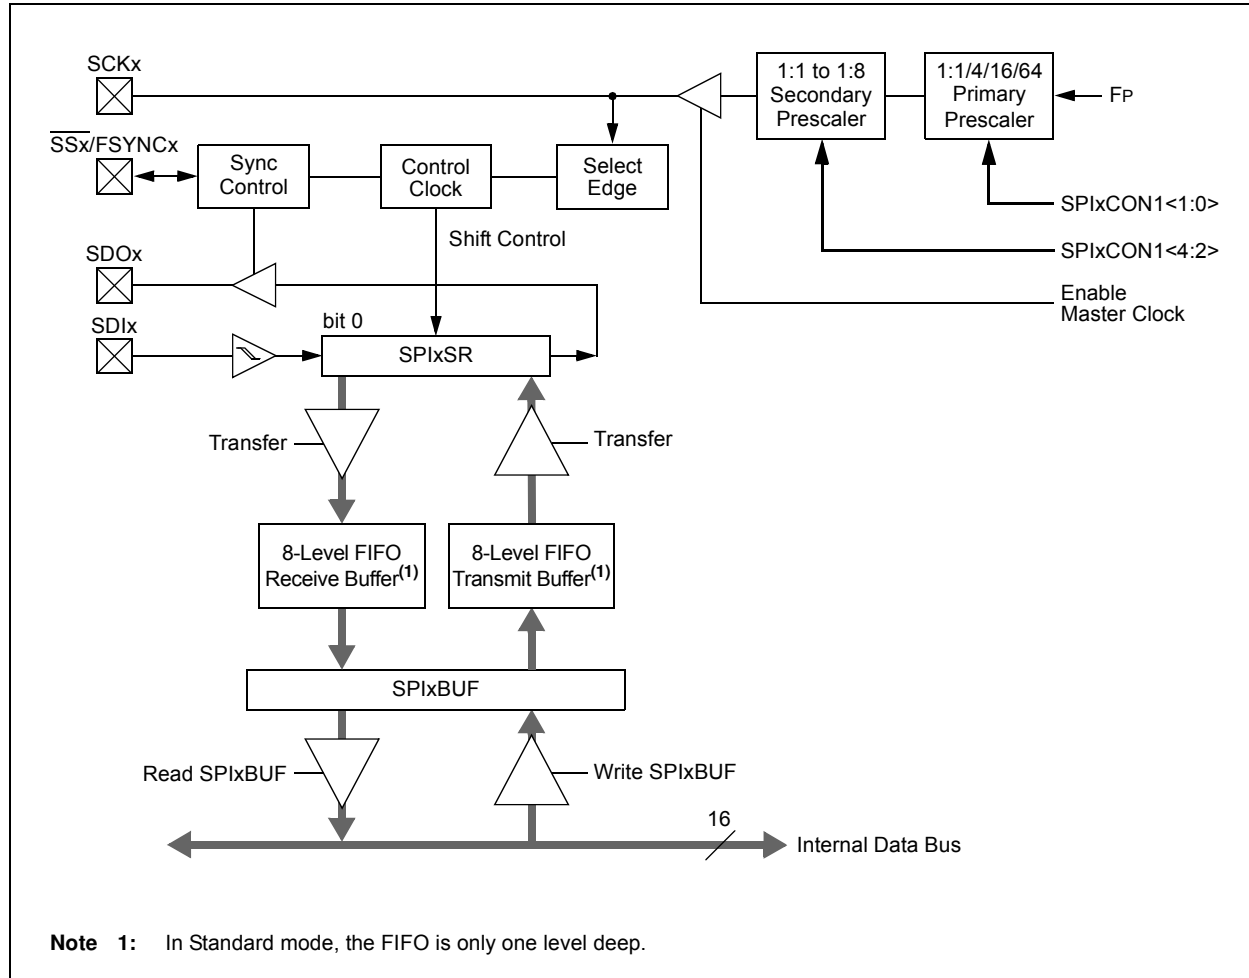 SCKx
1:1 to 1:8
Secondary
Prescaler
1:1/4/16/64
Primary
Prescaler
FP
SSx/FSYNCx
Sync
Control
Control
Clock
Select
Edge
SPIxCON1<1:0>
Shift Control
SPIxCON1<4:2>
SDOx
Enable
Master Clock
SDIx
bit 0
SPIxSR
Transfer
Transfer
8-Level FIFO
Receive Buffer(1)
8-Level FIFO
Transmit Buffer(1)
SPIxBUF
Read SPIxBUF
Write SPIxBUF
16
Internal Data Bus
Note 1: In Standard mode, the FIFO is only one level deep.